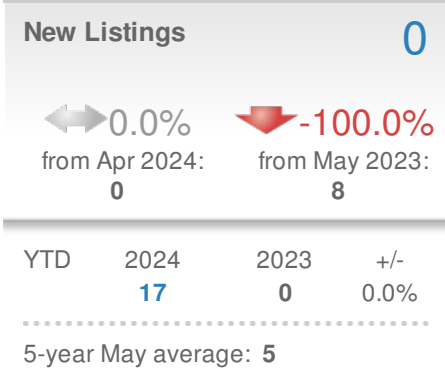 New Listings 0
0.0% -100.0%
from Apr 2024: from May 2023:
0 8
YTD 2024 2023 +/-
17 0 0.0%
5-year May average: 5